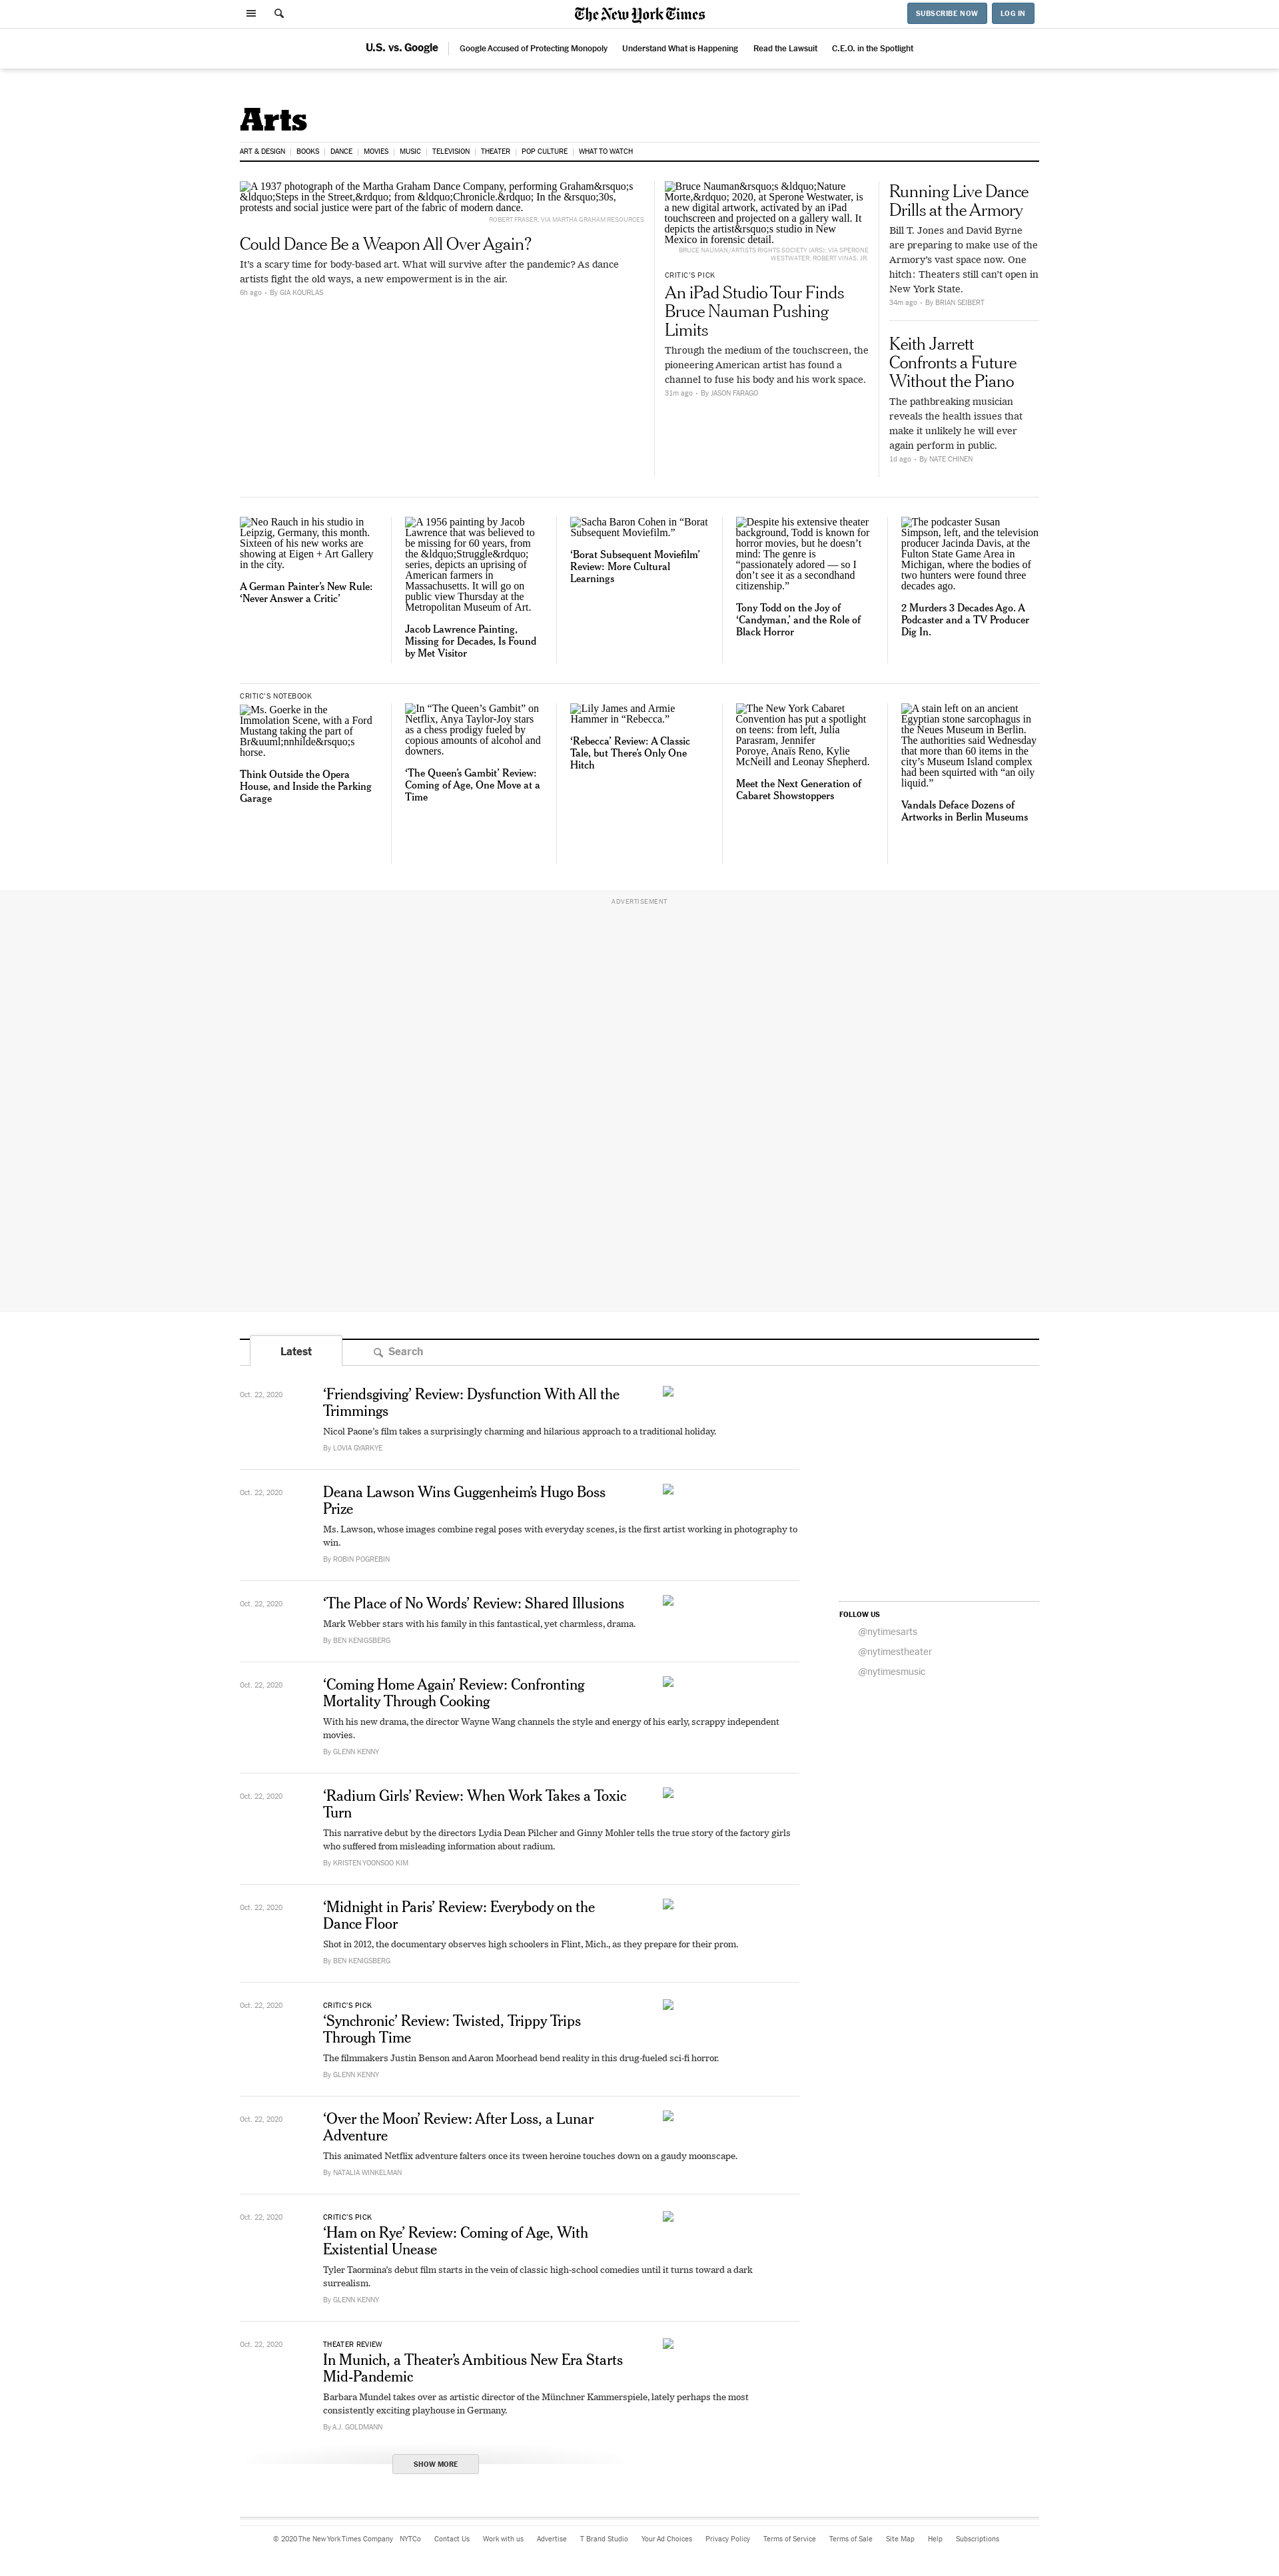 The New York Times
SUBSCRIBE NOW
LOG IN
U.S. vs. Google
Google Accused of Protecting Monopoly
Understand What is Happening
Read the Lawsuit
C.E.O. in the Spotlight
Arts
ART & DESIGN
BOOKS
DANCE
MOVIES
MUSIC
TELEVISION
THEATER
POP CULTURE
WHAT TO WATCH
A 1937 photograph of the Martha Graham Dance Company, performing Graham&rsquo;s
&ldquo;Steps in the Street,&rdquo; from &ldquo;Chronicle.&rdquo; In the &rsquo;30s,
protests and social justice were part of the fabric of modern dance.
ROBERT FRASER, VIA MARTHA GRAHAM RESOURCES
Could Dance Be a Weapon All Over Again?
It’s a scary time for body-based art. What will survive after the pandemic? As dance
artists fight the old ways, a new empowerment is in the air.
6h ago • By GIA KOURLAS
Bruce Nauman&rsquo;s &ldquo;Nature
Morte,&rdquo; 2020, at Sperone Westwater, is
a new digital artwork, activated by an iPad
touchscreen and projected on a gallery wall. It
depicts the artist&rsquo;s studio in New
Mexico in forensic detail.
BRUCE NAUMAN/ARTISTS RIGHTS SOCIETY (ARS); VIA SPERONE
WESTWATER; ROBERT VINAS, JR.
CRITIC’S PICK
An iPad Studio Tour Finds
Bruce Nauman Pushing
Limits
Through the medium of the touchscreen, the
pioneering American artist has found a
channel to fuse his body and his work space.
31m ago • By JASON FARAGO
Running Live Dance
Drills at the Armory
Bill T. Jones and David Byrne
are preparing to make use of the
Armory’s vast space now. One
hitch: Theaters still can’t open in
New York State.
34m ago • By BRIAN SEIBERT
Keith Jarrett
Confronts a Future
Without the Piano
The pathbreaking musician
reveals the health issues that
make it unlikely he will ever
again perform in public.
1d ago • By NATE CHINEN
Neo Rauch in his studio in
Leipzig, Germany, this month.
Sixteen of his new works are
showing at Eigen + Art Gallery
in the city.
A German Painter’s New Rule:
‘Never Answer a Critic’
A 1956 painting by Jacob
Lawrence that was believed to
be missing for 60 years, from
the &ldquo;Struggle&rdquo;
series, depicts an uprising of
American farmers in
Massachusetts. It will go on
public view Thursday at the
Metropolitan Museum of Art.
Jacob Lawrence Painting,
Missing for Decades, Is Found
by Met Visitor
Sacha Baron Cohen in “Borat
Subsequent Moviefilm.”
‘Borat Subsequent Moviefilm’
Review: More Cultural
Learnings
Despite his extensive theater
background, Todd is known for
horror movies, but he doesn’t
mind: The genre is
“passionately adored — so I
don’t see it as a secondhand
citizenship.”
Tony Todd on the Joy of
‘Candyman,’ and the Role of
Black Horror
The podcaster Susan
Simpson, left, and the television
producer Jacinda Davis, at the
Fulton State Game Area in
Michigan, where the bodies of
two hunters were found three
decades ago.
2 Murders 3 Decades Ago. A
Podcaster and a TV Producer
Dig In.
CRITIC’S NOTEBOOK
Ms. Goerke in the
Immolation Scene, with a Ford
Mustang taking the part of
Br&uuml;nnhilde&rsquo;s
horse.
Think Outside the Opera
House, and Inside the Parking
Garage
In “The Queen’s Gambit” on
Netflix, Anya Taylor-Joy stars
as a chess prodigy fueled by
copious amounts of alcohol and
downers.
‘The Queen’s Gambit’ Review:
Coming of Age, One Move at a
Time
Lily James and Armie
Hammer in “Rebecca.”
‘Rebecca’ Review: A Classic
Tale, but There’s Only One
Hitch
The New York Cabaret
Convention has put a spotlight
on teens: from left, Julia
Parasram, Jennifer
Poroye, Anaïs Reno, Kylie
McNeill and Leonay Shepherd.
Meet the Next Generation of
Cabaret Showstoppers
A stain left on an ancient
Egyptian stone sarcophagus in
the Neues Museum in Berlin.
The authorities said Wednesday
that more than 60 items in the
city’s Museum Island complex
had been squirted with “an oily
liquid.”
Vandals Deface Dozens of
Artworks in Berlin Museums
ADVERTISEMENT
Latest
Search
Oct. 22, 2020
‘Friendsgiving’ Review: Dysfunction With All the
Trimmings
Nicol Paone’s film takes a surprisingly charming and hilarious approach to a traditional holiday.
By LOVIA GYARKYE
Oct. 22, 2020
Deana Lawson Wins Guggenheim’s Hugo Boss
Prize
Ms. Lawson, whose images combine regal poses with everyday scenes, is the first artist working in photography to
win.
By ROBIN POGREBIN
Oct. 22, 2020
‘The Place of No Words’ Review: Shared Illusions
Mark Webber stars with his family in this fantastical, yet charmless, drama.
By BEN KENIGSBERG
Oct. 22, 2020
‘Coming Home Again’ Review: Confronting
Mortality Through Cooking
With his new drama, the director Wayne Wang channels the style and energy of his early, scrappy independent
movies.
By GLENN KENNY
Oct. 22, 2020
‘Radium Girls’ Review: When Work Takes a Toxic
Turn
This narrative debut by the directors Lydia Dean Pilcher and Ginny Mohler tells the true story of the factory girls
who suffered from misleading information about radium.
By KRISTEN YOONSOO KIM
Oct. 22, 2020
‘Midnight in Paris’ Review: Everybody on the
Dance Floor
Shot in 2012, the documentary observes high schoolers in Flint, Mich., as they prepare for their prom.
By BEN KENIGSBERG
Oct. 22, 2020
CRITIC’S PICK
‘Synchronic’ Review: Twisted, Trippy Trips
Through Time
The filmmakers Justin Benson and Aaron Moorhead bend reality in this drug-fueled sci-fi horror.
By GLENN KENNY
Oct. 22, 2020
‘Over the Moon’ Review: After Loss, a Lunar
Adventure
This animated Netflix adventure falters once its tween heroine touches down on a gaudy moonscape.
By NATALIA WINKELMAN
Oct. 22, 2020
CRITIC’S PICK
‘Ham on Rye’ Review: Coming of Age, With
Existential Unease
Tyler Taormina’s debut film starts in the vein of classic high-school comedies until it turns toward a dark
surrealism.
By GLENN KENNY
Oct. 22, 2020
THEATER REVIEW
In Munich, a Theater’s Ambitious New Era Starts
Mid-Pandemic
Barbara Mundel takes over as artistic director of the Münchner Kammerspiele, lately perhaps the most
consistently exciting playhouse in Germany.
By A.J. GOLDMANN
SHOW MORE
FOLLOW US
@nytimesarts
@nytimestheater
@nytimesmusic
© 2020 The New York Times Company
NYTCo
Contact Us
Work with us
Advertise
T Brand Studio
Your Ad Choices
Privacy Policy
Terms of Service
Terms of Sale
Site Map
Help
Subscriptions